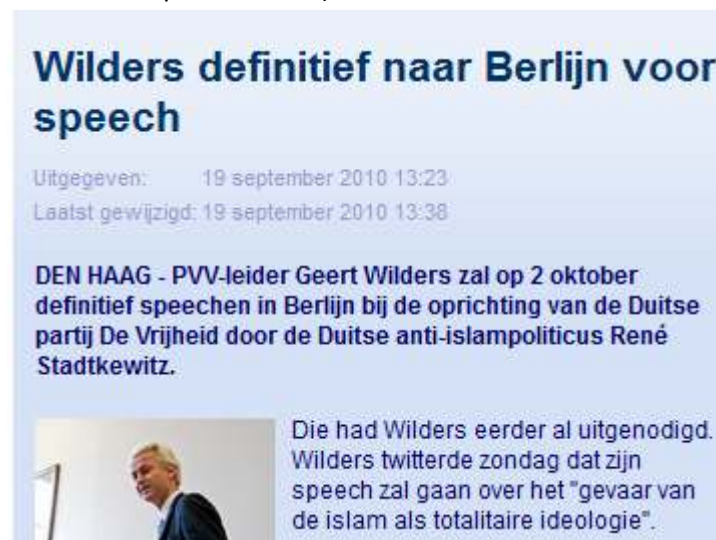 Wilders definitief naar Berlijn voor
speech
Uitgegeven: 19 september 2010 13:23
Laatst gewijzigd: 19 september 2010 13:38
DEN HAAG - PVV-leider Geert Wilders zal op 2 oktober
definitief speechen in Berlijn bij de oprichting van de Duitse
partij De Vrijheid door de Duitse anti-islampoliticus René
Stadtkewitz.
Die had Wilders eerder al uitgenodigd.
Wilders twitterde zondag dat zijn
speech zal gaan over het "gevaar van
de islam als totalitaire ideologie".